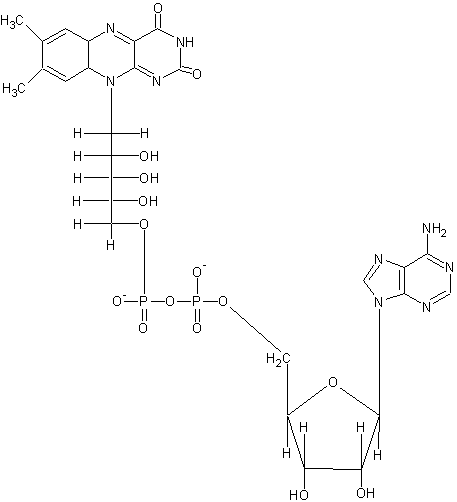 O
H₃C N NH
H₃C N N O
H H
H OH
H OH
H OH
H O
H
NH₂
O⁻ N N
O⁻ P O P O N N
O O
H₂C
O
H H H H
HO OH